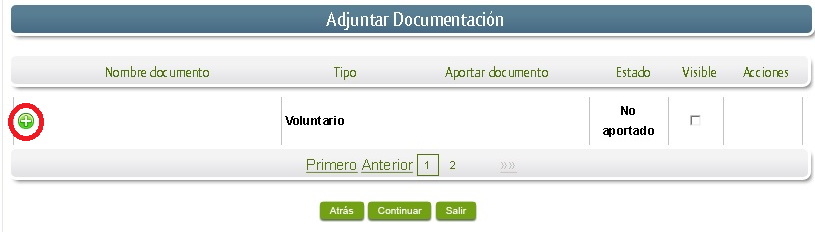 Adjuntar Documentación
Nombre documento Tipo Aportar documento Estado Visible Acciones
Voluntario No aportado
Primero Anterior 1 2 »»
Atrás Continuar Salir